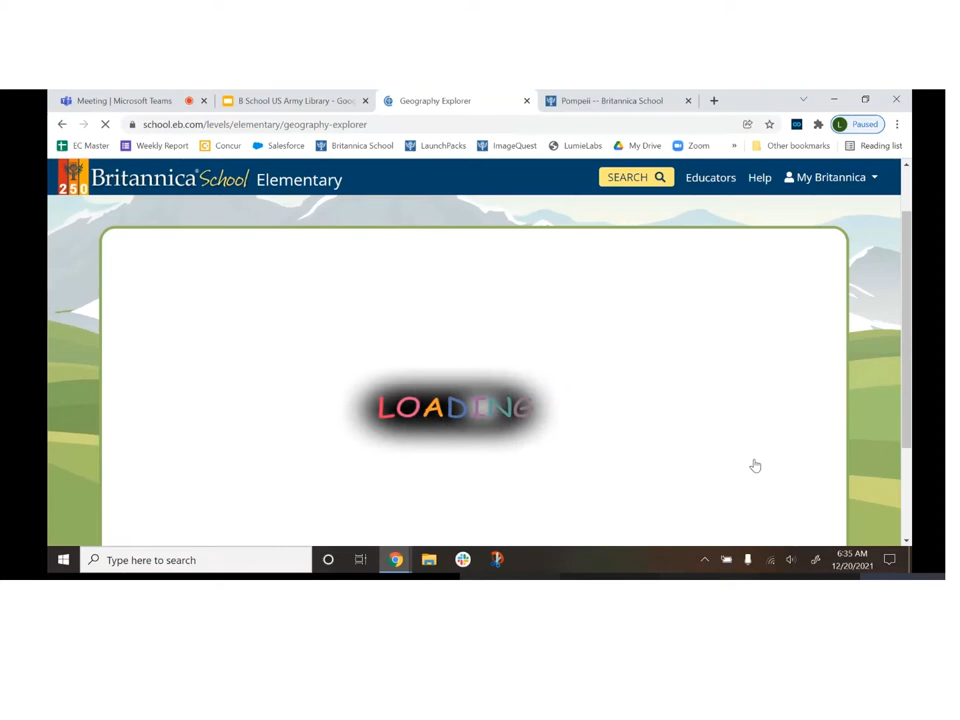 Meeting | Microsoft Teams
B School US Army Library - Goo
Geography Explorer
Pompeii -- Britannica School
school.eb.com/levels/elementary/geography-explorer
L Paused
EC Master
Weekly Report
Concur
Salesforce
Britannica School
LaunchPacks
ImageQuest
LumieLabs
My Drive
Zoom
»
Other bookmarks
Reading list
250
Britannica® School Elementary
SEARCH
Educators
Help
My Britannica
LOADING
Type here to search
6:35 AM
12/20/2021